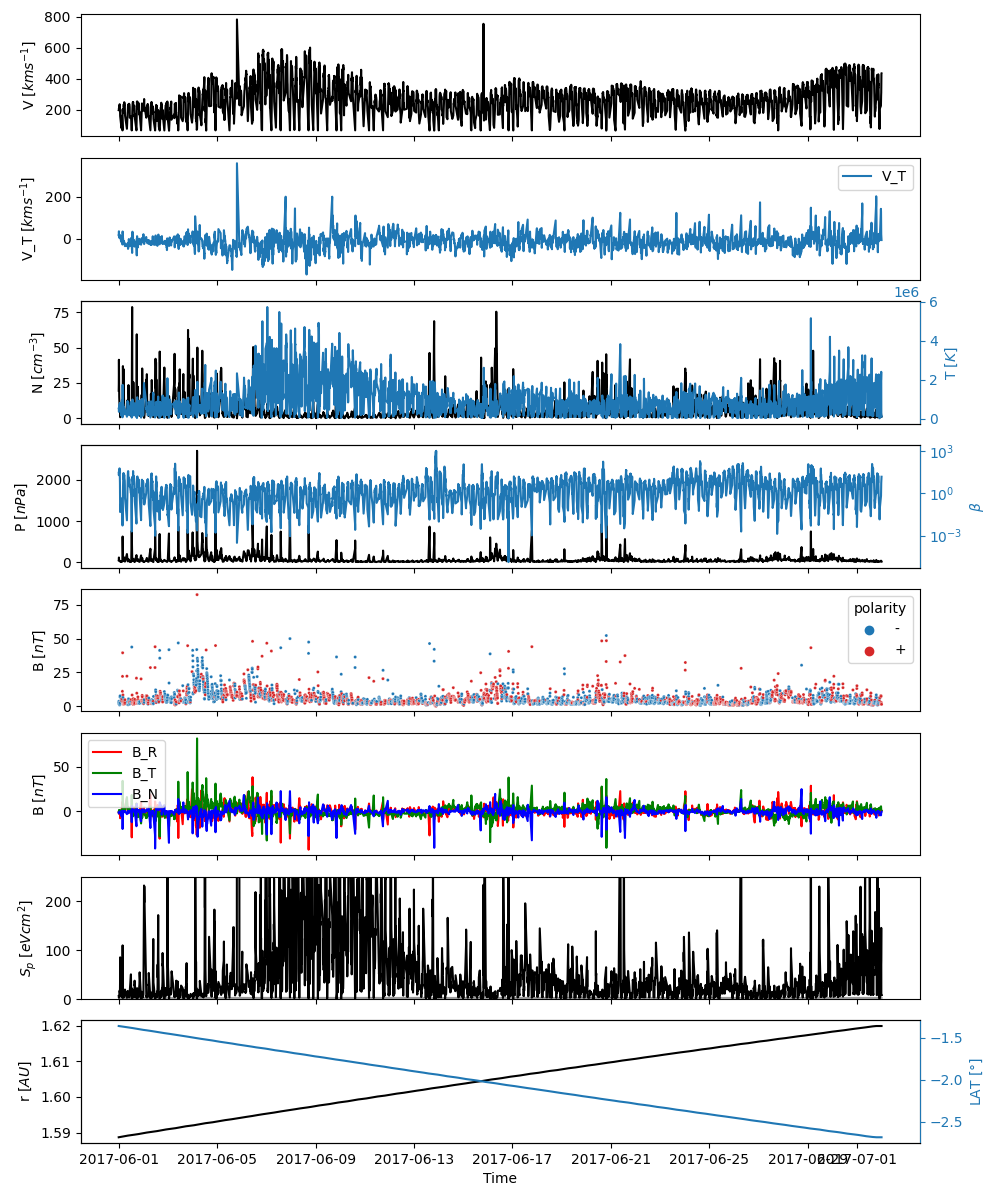 800
600
400
200
V [kms⁻¹]
200
0
V_T [kms⁻¹]
V_T
1e6
75
50
25
0
N [cm⁻³]
6
4
2
0
T [K]
2000
1000
0
P [nPa]
10³
10⁰
10⁻³
β
75
50
25
0
B [nT]
polarity
-
+
50
0
B [nT]
B_R
B_T
B_N
200
100
0
S_p [eVcm²]
1.62
1.61
1.60
1.59
r [AU]
−1.5
−2.0
−2.5
LAT [°]
2017-06-01 2017-06-05 2017-06-09 2017-06-13 2017-06-17 2017-06-21 2017-06-25 2017-06-29 2017-07-01
Time